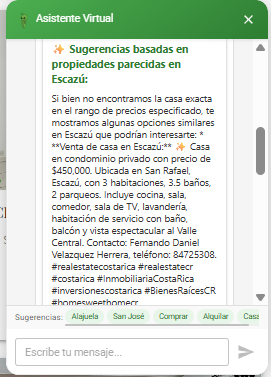 Asistente Virtual
✨ Sugerencias basadas en
propiedades parecidas en
Escazú:
Si bien no encontramos la casa exacta
en el rango de precios especificado, te
mostramos algunas opciones similares
en Escazú que podrían interesarte: *
**Venta de casa en Escazú:** ✨ Casa
en condominio privado con precio de
$450,000. Ubicada en San Rafael,
Escazú, con 3 habitaciones, 3.5 baños,
2 parqueos. Incluye cocina, sala,
comedor, sala de TV, lavandería,
habitación de servicio con baño,
balcón y vista espectacular al Valle
Central. Contacto: Fernando Daniel
Velazquez Herrera, teléfono: 84725308.
#realestatecostarica #realestatecr
#costarica #InmobiliariaCostaRica
#inversionescostarica #BienesRaícesCR
#homesweethomecr
Sugerencias: Alajuela San José Comprar Alquilar Casa
Escribe tu mensaje...